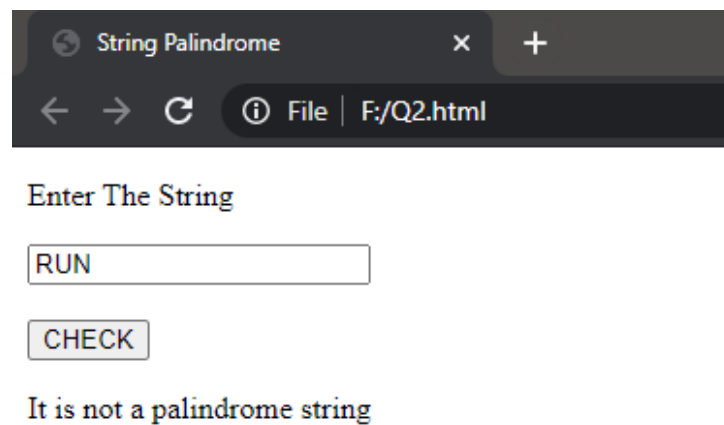 String Palindrome
File F:/Q2.html
Enter The String
RUN
CHECK
It is not a palindrome string